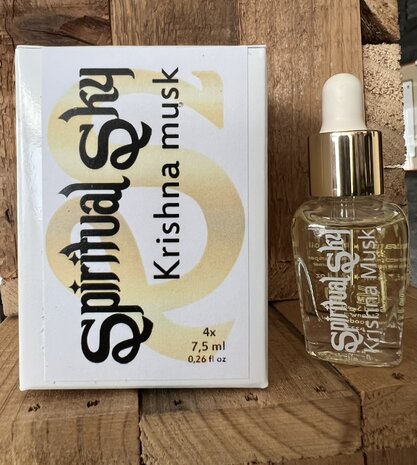 Spiritual Sky
Krishna musk
4x
7,5 ml
0,26 fl oz
Spiritual Sky
Krishna Musk